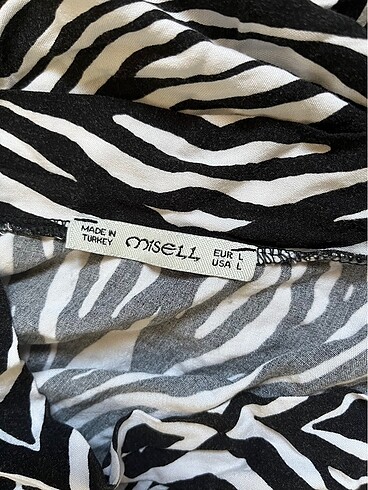 MADE IN
TURKEY
MISELL
EUR L
USA L